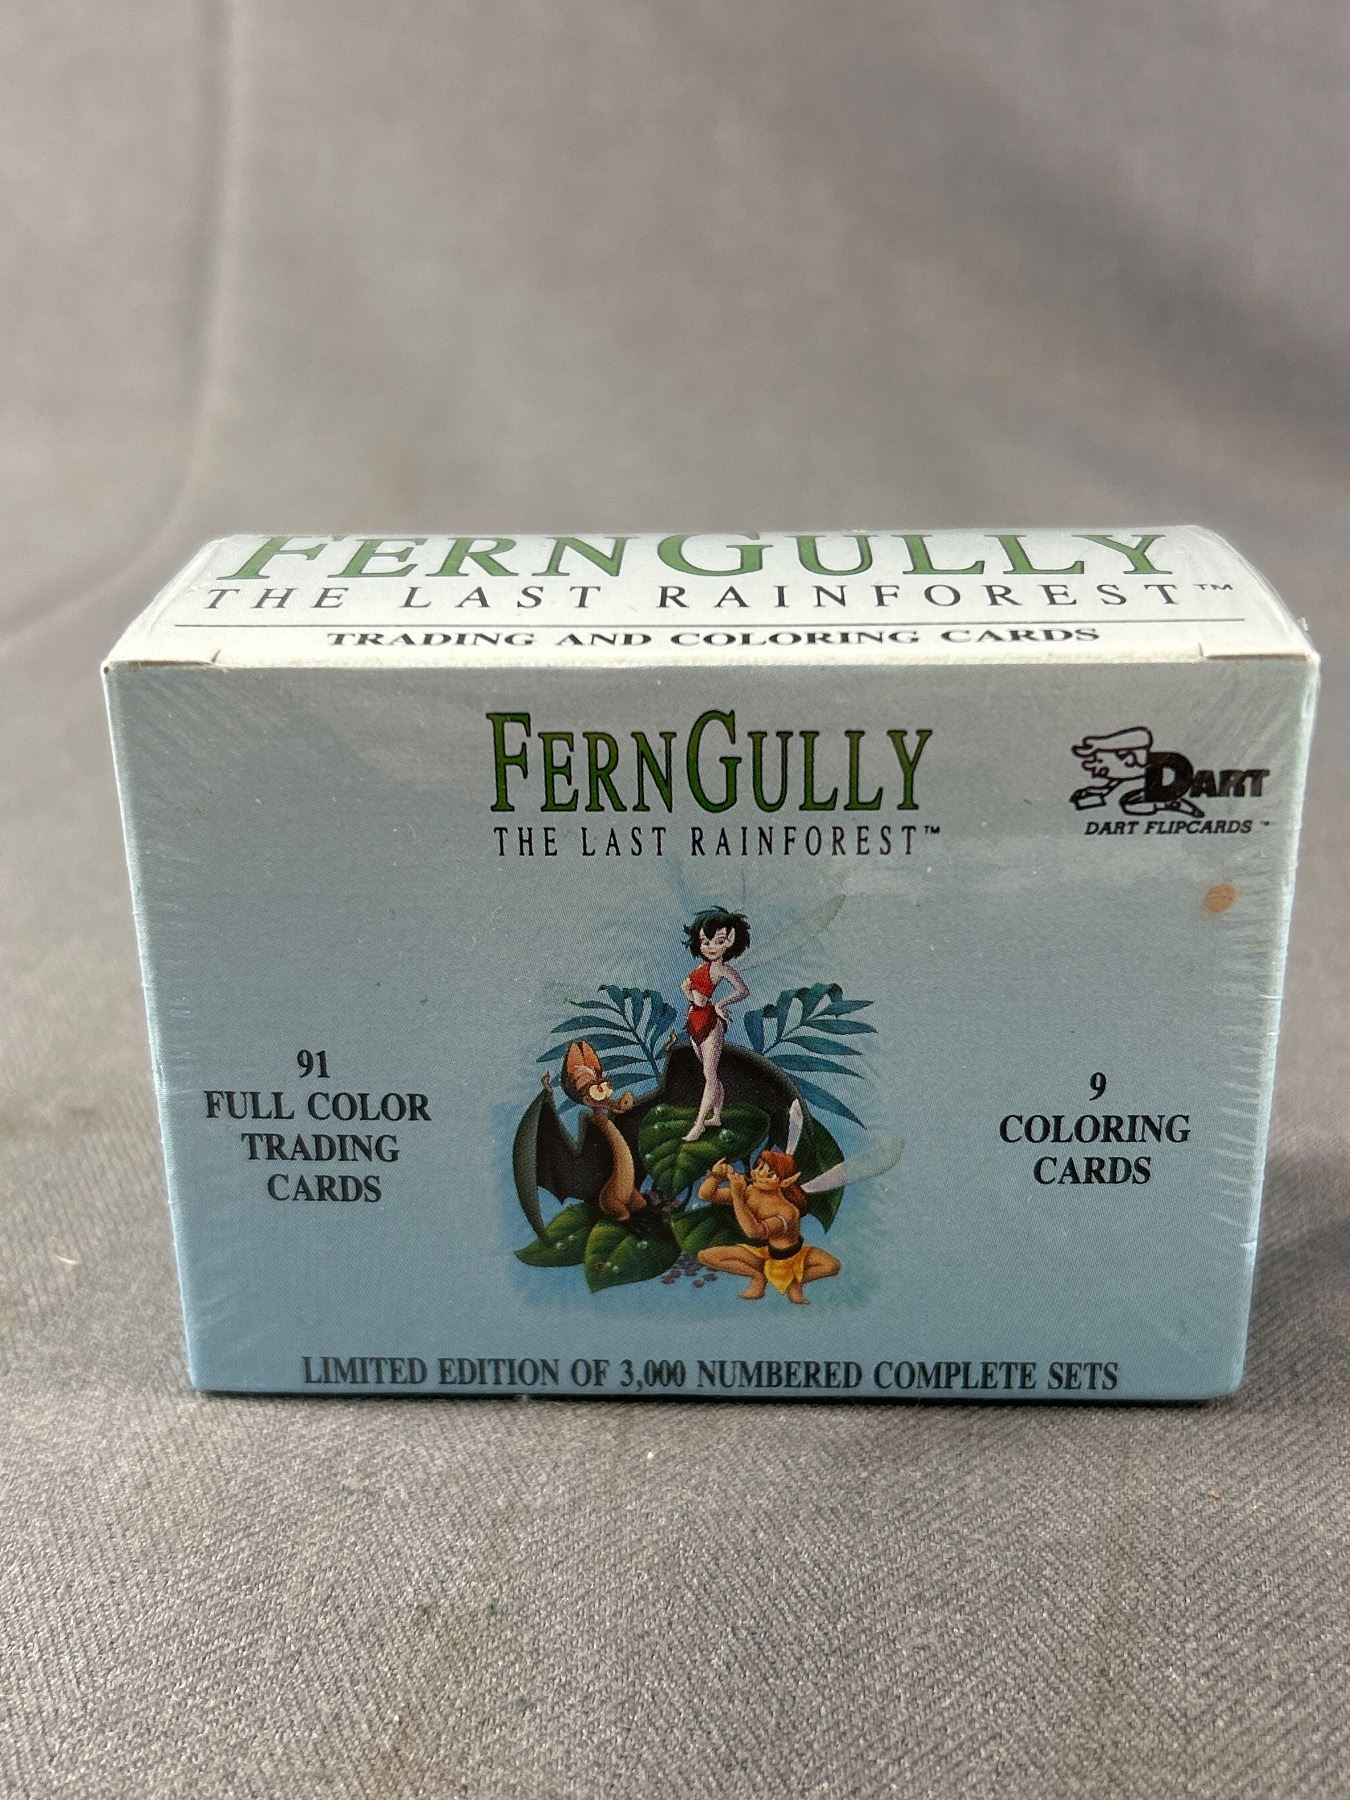 FERNGULLY
THE LAST RAINFOREST™
TRADING AND COLORING CARDS
FERNGULLY
THE LAST RAINFOREST™
DART
DART FLIPCARDS™
91
FULL COLOR
TRADING
CARDS
9
COLORING
CARDS
LIMITED EDITION OF 3,000 NUMBERED COMPLETE SETS